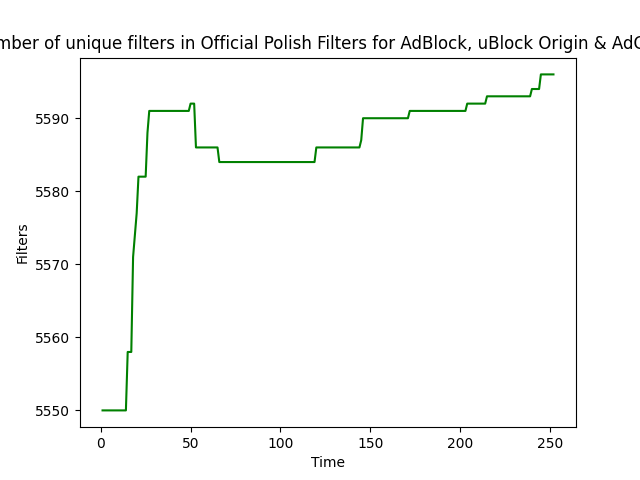 mber of unique filters in Official Polish Filters for AdBlock, uBlock Origin & AdG
5590
5580
5570
5560
5550
Filters
0 50 100 150 200 250
Time